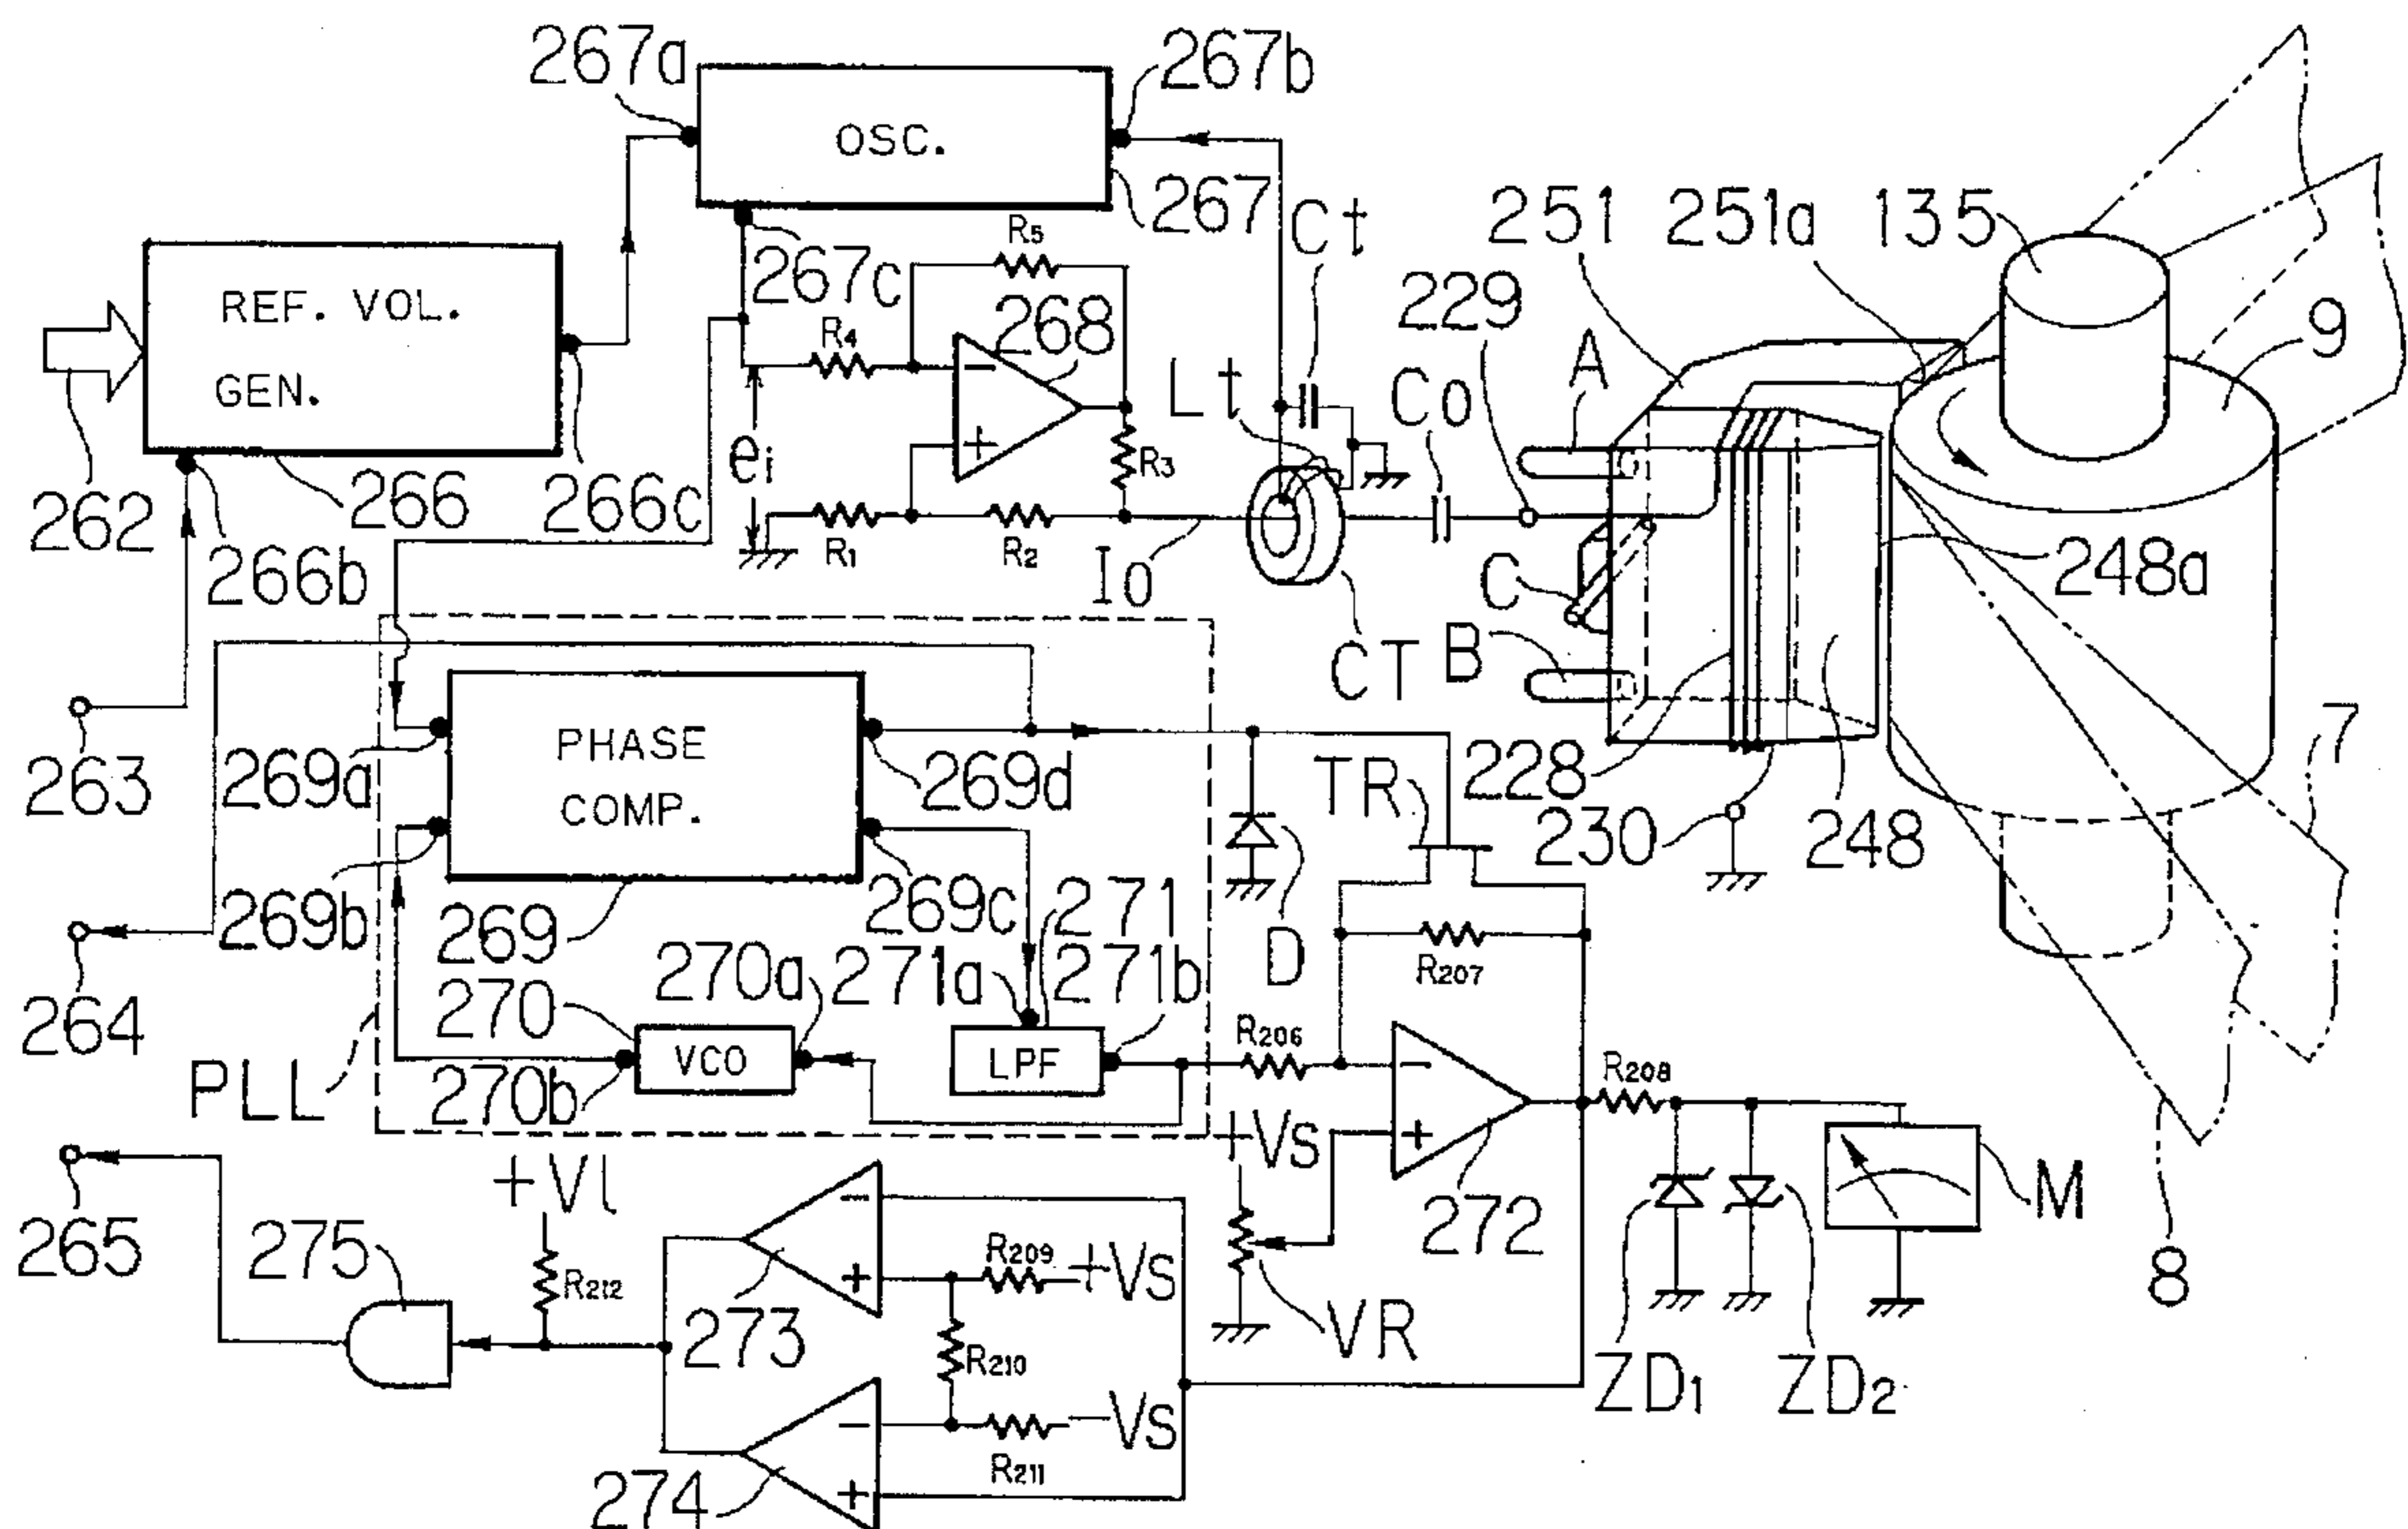 267a
267b
OSC.
267
Ct
251
251a
135
R5
267c
REF. VOL.
GEN.
268
229
A
9
R4
Lt
Co
ei
R3
262
266
266c
266b
R1
R2
Io
C
248a
CT
B
PHASE
COMP.
269a
269d
TR
228
7
263
230
248
269b
269
269c
271
D
R207
264
270
270a
271a
271b
R206
PLL
270b
VCO
LPF
R208
+Vl
+Vs
272
M
265
275
R212
R209
+Vs
8
273
VR
R210
ZD1
ZD2
-Vs
R211
274